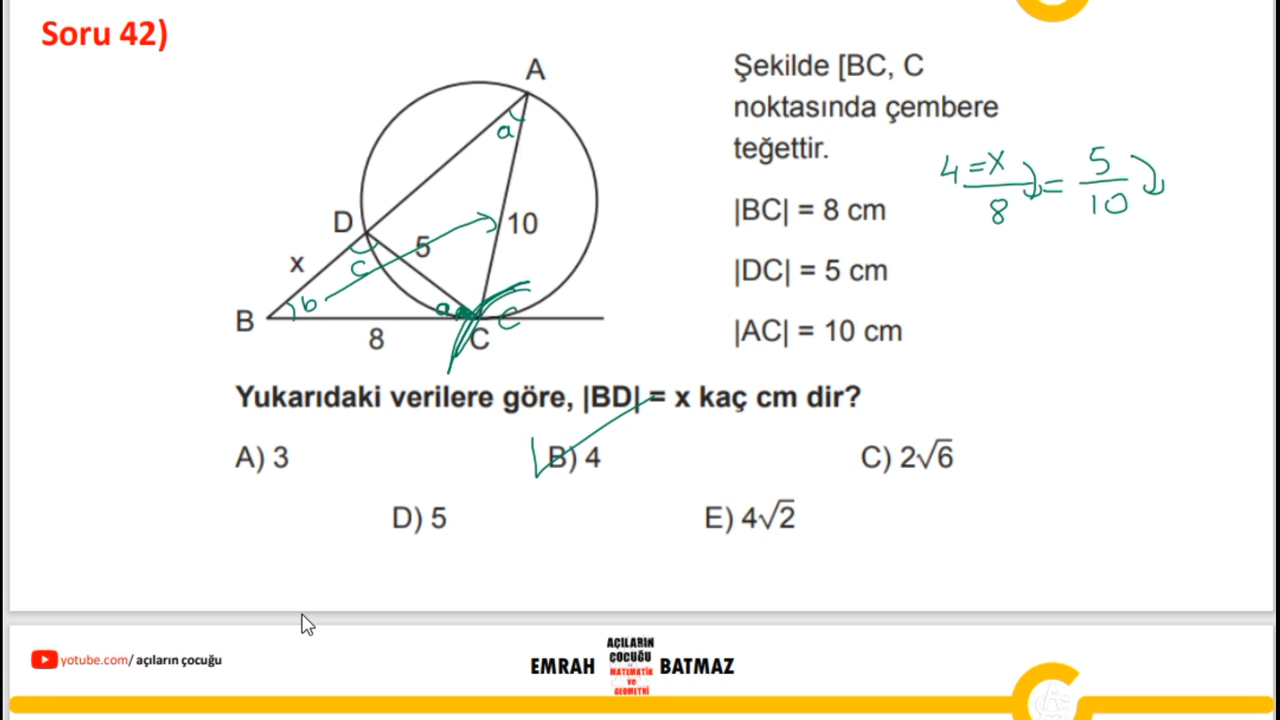 Soru 42)
A
a
D
5
10
x
c
b
a
c
B
8
C
Şekilde [BC, C
noktasında çembere
teğettir.
|BC| = 8 cm
|DC| = 5 cm
|AC| = 10 cm
4 = x/8 = 5/10
Yukarıdaki verilere göre, |BD| = x kaç cm dir?
A) 3 B) 4 C) 2√6
D) 5 E) 4√2
yotube.com/ açıların çocuğu
EMRAH AÇILARIN ÇOCUĞU MATEMATİK ve GEOMETRİ BATMAZ